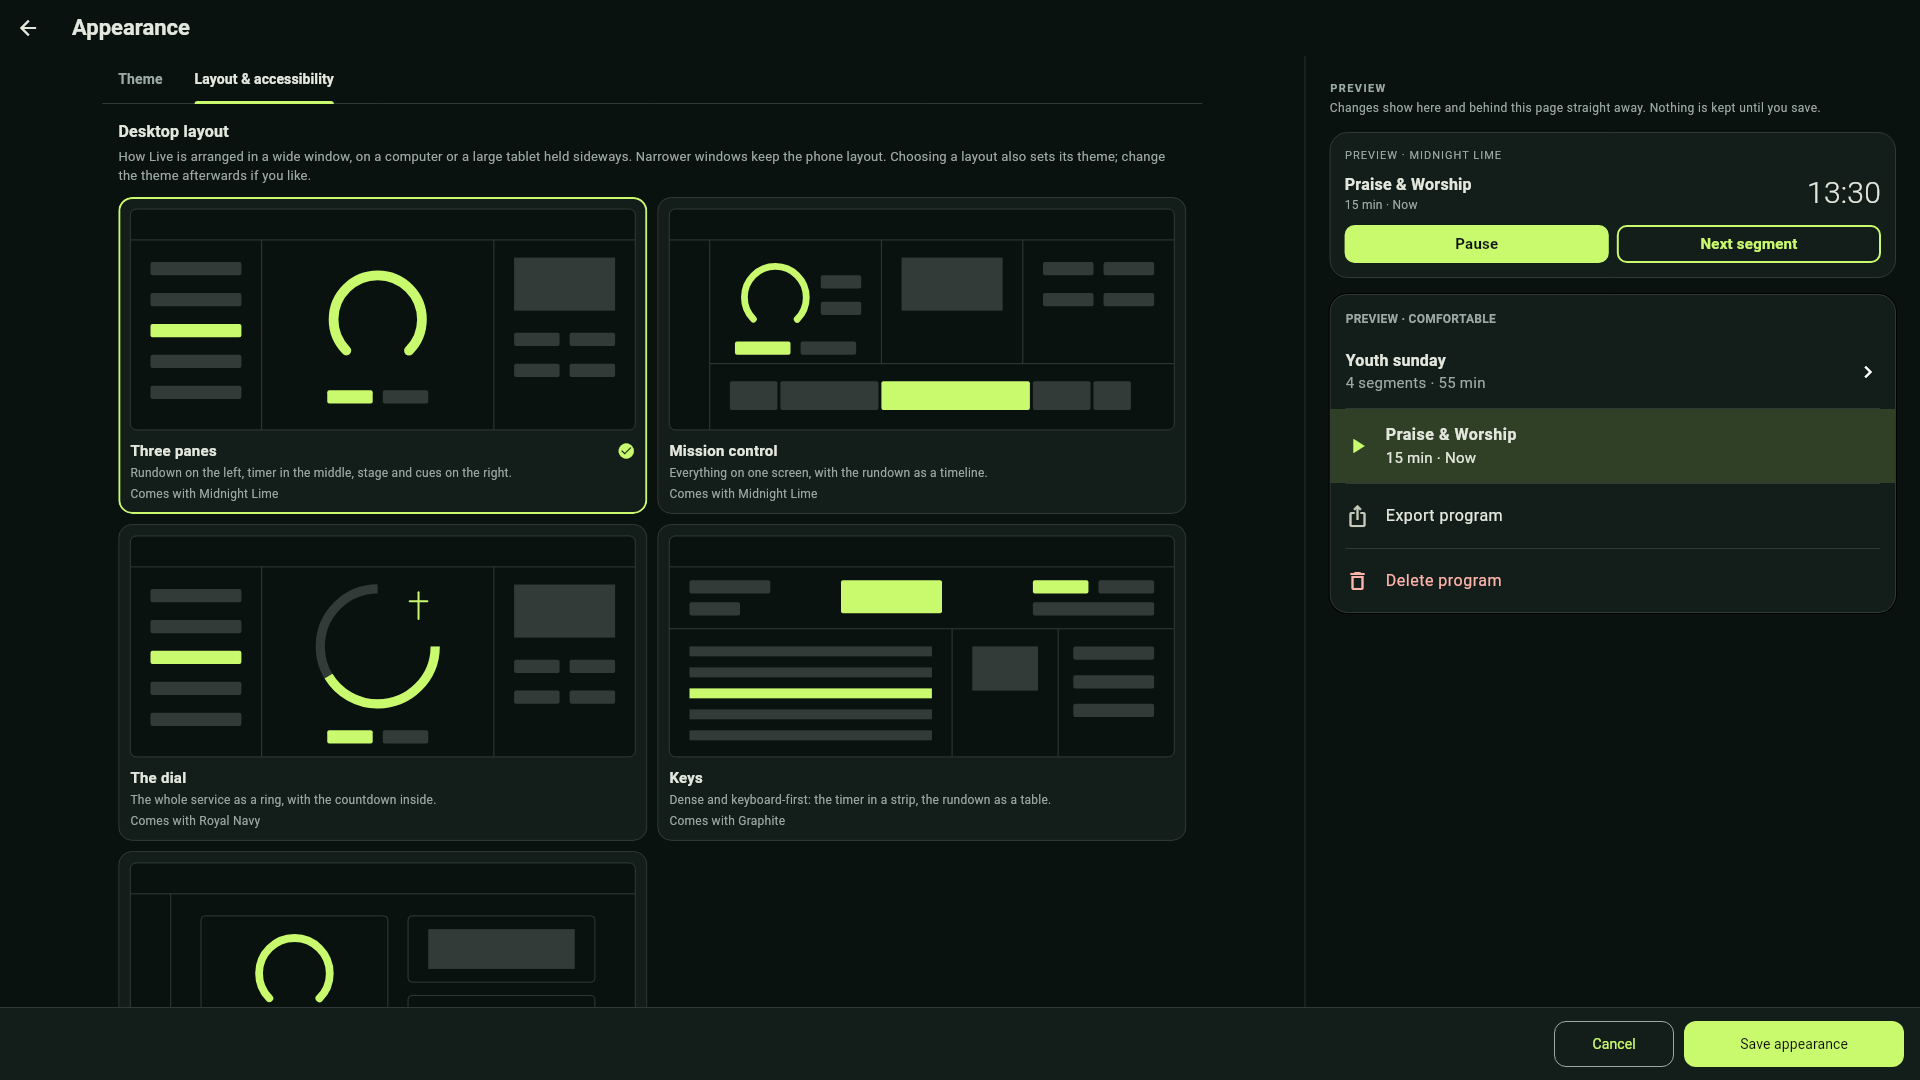 Appearance
Theme
Layout & accessibility
Desktop layout
How Live is arranged in a wide window, on a computer or a large tablet held sideways. Narrower windows keep the phone layout. Choosing a layout also sets its theme; change
the theme afterwards if you like.
Three panes
Rundown on the left, timer in the middle, stage and cues on the right.
Comes with Midnight Lime
Mission control
Everything on one screen, with the rundown as a timeline.
Comes with Midnight Lime
The dial
The whole service as a ring, with the countdown inside.
Comes with Royal Navy
Keys
Dense and keyboard-first: the timer in a strip, the rundown as a table.
Comes with Graphite
PREVIEW
Changes show here and behind this page straight away. Nothing is kept until you save.
PREVIEW · MIDNIGHT LIME
Praise & Worship
15 min · Now
13:30
Pause
Next segment
PREVIEW · COMFORTABLE
Youth sunday
4 segments · 55 min
Praise & Worship
15 min · Now
Export program
Delete program
Cancel
Save appearance